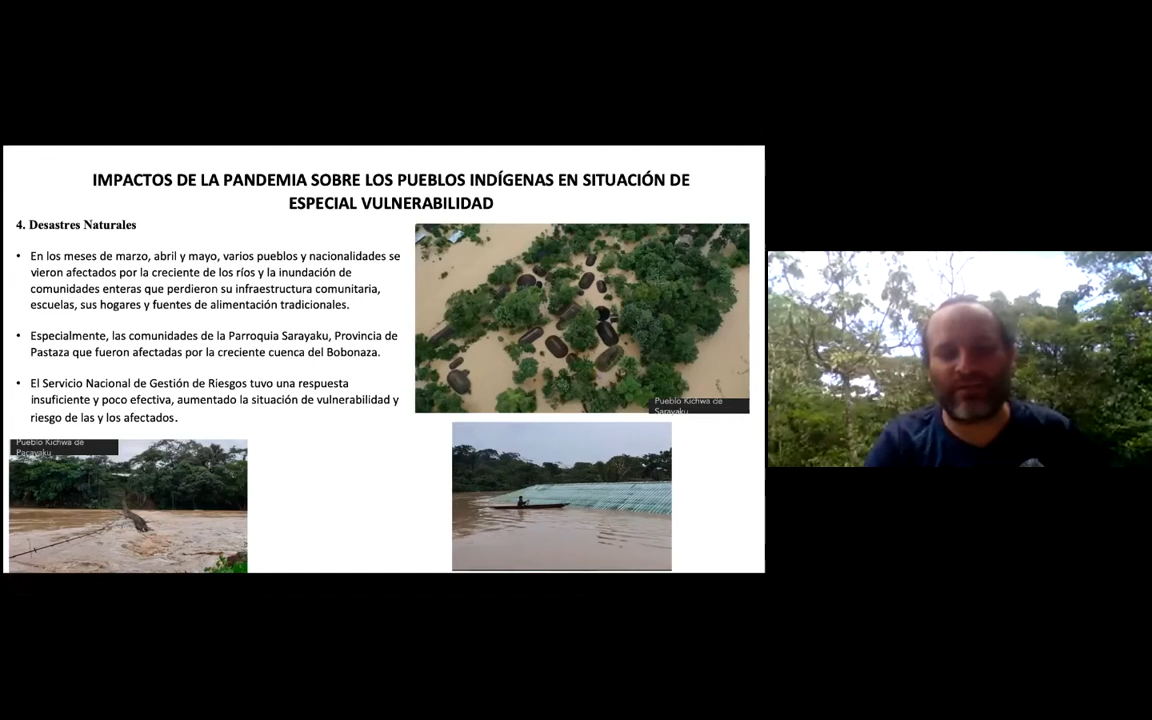 IMPACTOS DE LA PANDEMIA SOBRE LOS PUEBLOS INDÍGENAS EN SITUACIÓN DE
ESPECIAL VULNERABILIDAD
4. Desastres Naturales
• En los meses de marzo, abril y mayo, varios pueblos y nacionalidades se
vieron afectados por la creciente de los ríos y la inundación de
comunidades enteras que perdieron su infraestructura comunitaria,
escuelas, sus hogares y fuentes de alimentación tradicionales.
• Especialmente, las comunidades de la Parroquia Sarayaku, Provincia de
Pastaza que fueron afectadas por la creciente cuenca del Bobonaza.
• El Servicio Nacional de Gestión de Riesgos tuvo una respuesta
insuficiente y poco efectiva, aumentado la situación de vulnerabilidad y
riesgo de las y los afectados.
Pueblo Kichwa de
Sarayaku
Pueblo Kichwa de
Pacayaku